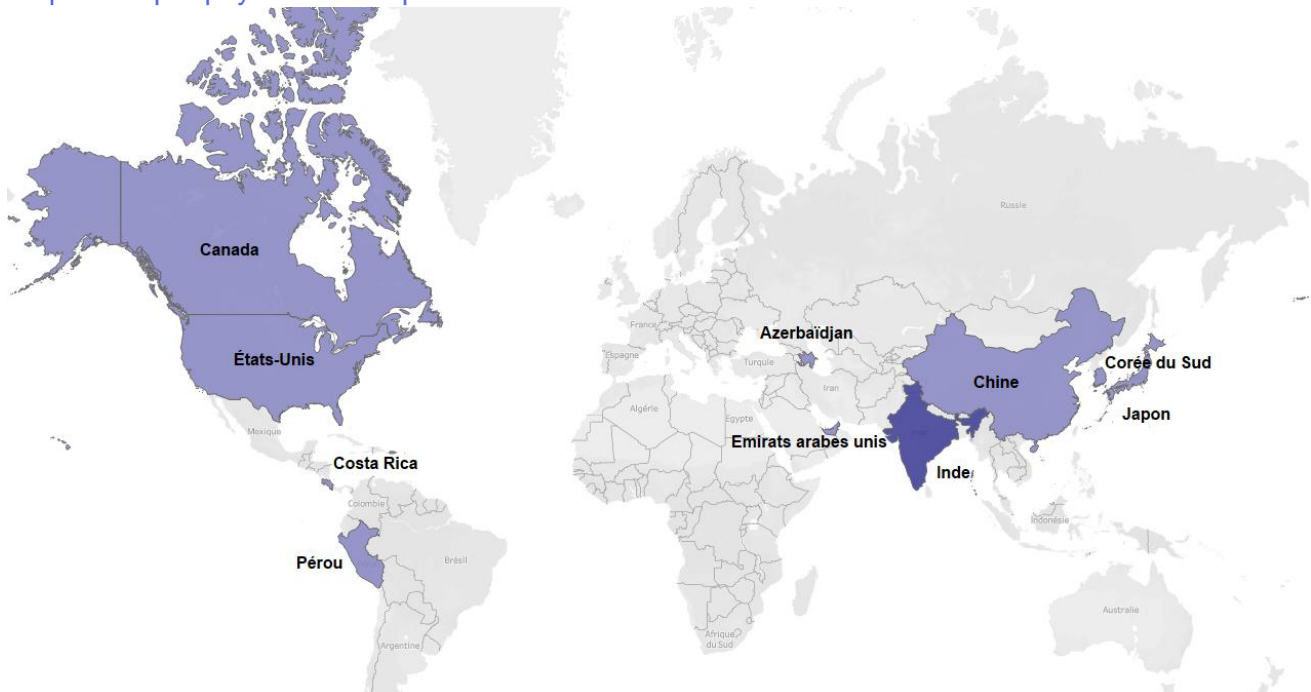 Russie
Canada
France
Azerbaïdjan
États-Unis
Espagne
Turquie
Corée du Sud
Chine
Iran
Algérie
Egypte
Japon
Mexique
Emirats arabes unis
Costa Rica
Inde
Colombie
Indonésie
Pérou
Brésil
Australie
Afrique
du Sud
Argentine